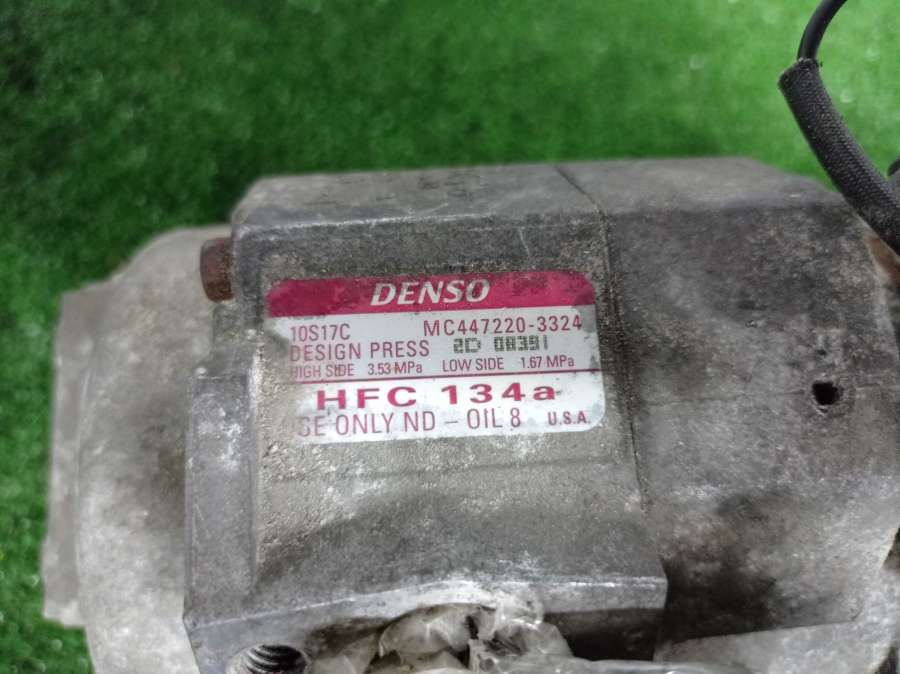 DENSO
10S17C MC447220-3324
DESIGN PRESS 2D 08391
HIGH SIDE 3.53 MPa LOW SIDE 1.67 MPa
HFC 134a
SE ONLY ND - OIL 8 U.S.A.